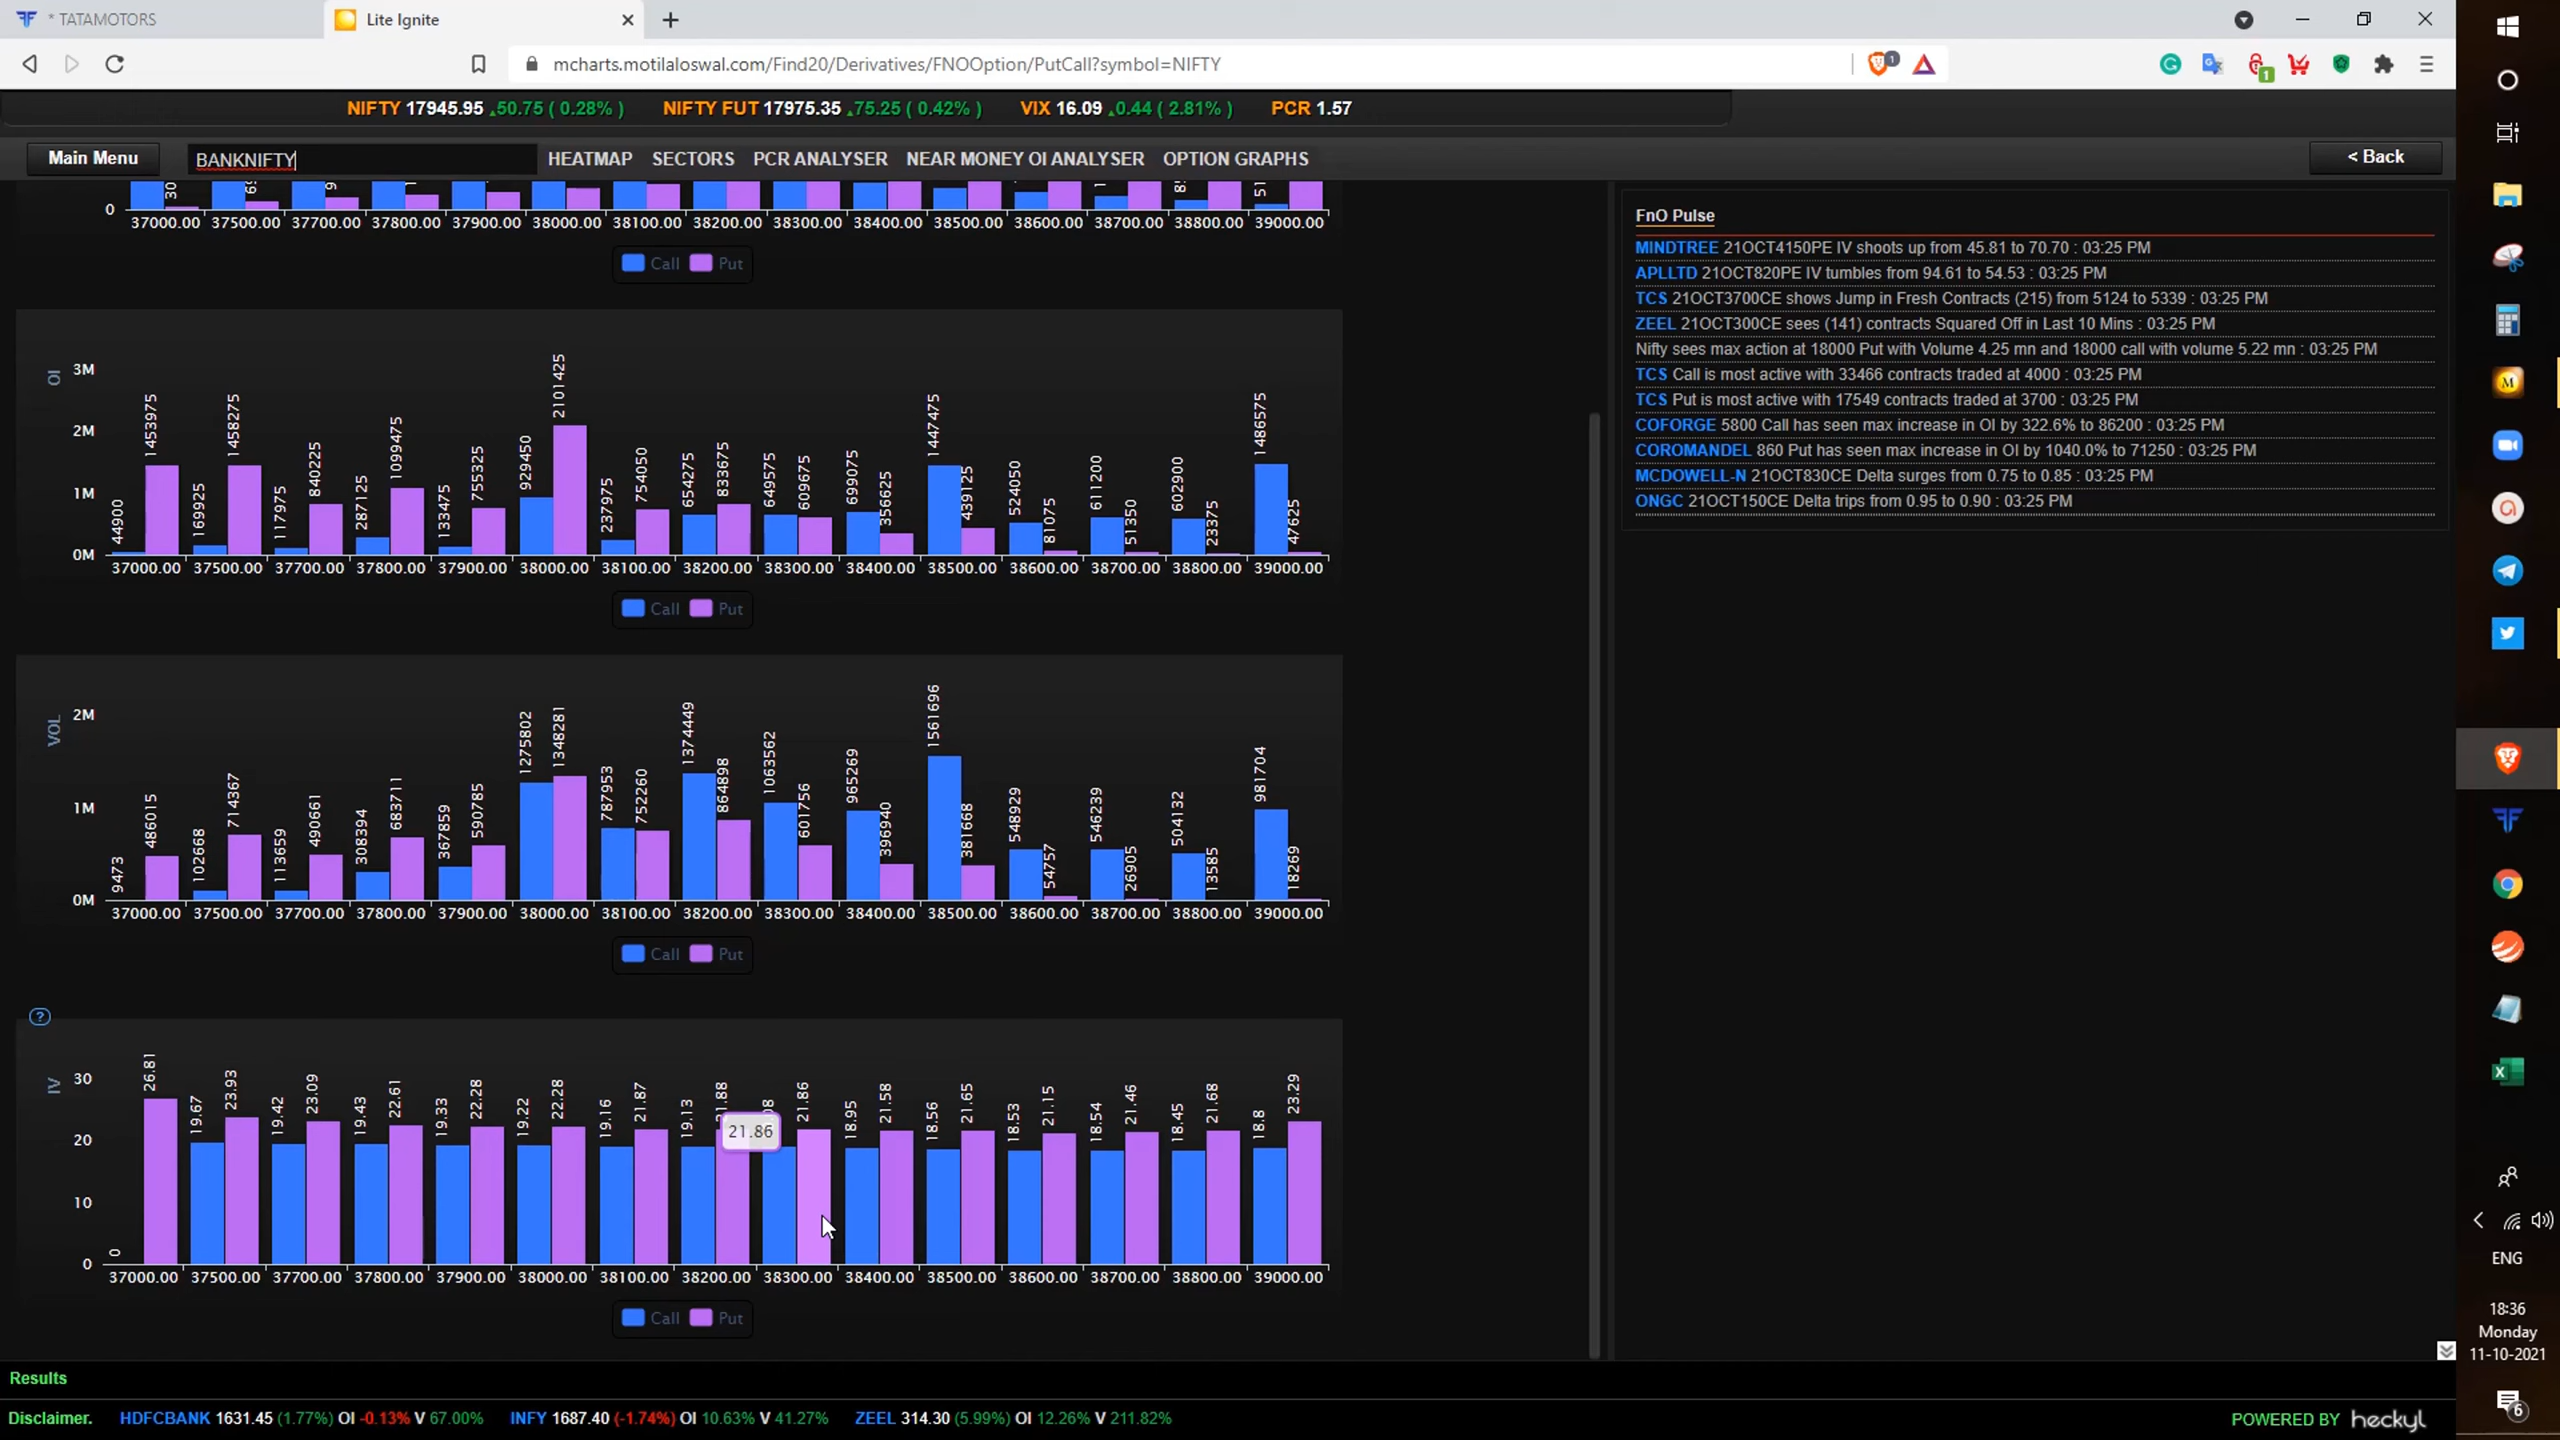 * TATAMOTORS
Lite Ignite
mcharts.motilaloswal.com/Find20/Derivatives/FNOOption/PutCall?symbol=NIFTY
1
1
NIFTY 17945.95 50.75 ( 0.28% ) NIFTY FUT 17975.35 75.25 ( 0.42% ) VIX 16.09 0.44 ( 2.81% ) PCR 1.57
Main Menu BANKNIFTY HEATMAP SECTORS PCR ANALYSER NEAR MONEY OI ANALYSER OPTION GRAPHS < Back
0
37000.00 37500.00 37700.00 37800.00 37900.00 38000.00 38100.00 38200.00 38300.00 38400.00 38500.00 38600.00 38700.00 38800.00 39000.00
Call Put
OI
3M
2M
1M
0M
44900 1453975 169925 1458275 117975 840225 287125 1099475 133475 755325 929450 2101425 237975 754050 654275 833675 649575 609675 699075 356625 1447475 439125 524050 81075 611200 51350 602900 23375 1486575 47625
37000.00 37500.00 37700.00 37800.00 37900.00 38000.00 38100.00 38200.00 38300.00 38400.00 38500.00 38600.00 38700.00 38800.00 39000.00
Call Put
VOL
2M
1M
0M
9473 486015 102668 714367 113659 490661 308394 683711 367859 590785 1275802 1348281 787953 752260 1374449 864898 1063562 601756 965269 396940 1561696 381668 548929 54757 546239 26905 504132 13585 981704 18269
37000.00 37500.00 37700.00 37800.00 37900.00 38000.00 38100.00 38200.00 38300.00 38400.00 38500.00 38600.00 38700.00 38800.00 39000.00
Call Put
?
IV
30
20
10
0
0 26.81 19.67 23.93 19.42 23.09 19.43 22.61 19.33 22.28 19.22 22.28 19.16 21.87 19.13 21.86 18.95 21.58 18.56 21.65 18.53 21.15 18.54 21.46 18.45 21.68 18.8 23.29
21.86
37000.00 37500.00 37700.00 37800.00 37900.00 38000.00 38100.00 38200.00 38300.00 38400.00 38500.00 38600.00 38700.00 38800.00 39000.00
Call Put
FnO Pulse
MINDTREE 21OCT4150PE IV shoots up from 45.81 to 70.70 : 03:25 PM
APLLTD 21OCT820PE IV tumbles from 94.61 to 54.53 : 03:25 PM
TCS 21OCT3700CE shows Jump in Fresh Contracts (215) from 5124 to 5339 : 03:25 PM
ZEEL 21OCT300CE sees (141) contracts Squared Off in Last 10 Mins : 03:25 PM
Nifty sees max action at 18000 Put with Volume 4.25 mn and 18000 call with volume 5.22 mn : 03:25 PM
TCS Call is most active with 33466 contracts traded at 4000 : 03:25 PM
TCS Put is most active with 17549 contracts traded at 3700 : 03:25 PM
COFORGE 5800 Call has seen max increase in OI by 322.6% to 86200 : 03:25 PM
COROMANDEL 860 Put has seen max increase in OI by 1040.0% to 71250 : 03:25 PM
MCDOWELL-N 21OCT830CE Delta surges from 0.75 to 0.85 : 03:25 PM
ONGC 21OCT150CE Delta trips from 0.95 to 0.90 : 03:25 PM
Results
Disclaimer. HDFCBANK 1631.45 (1.77%) OI -0.13% V 67.00% INFY 1687.40 (-1.74%) OI 10.63% V 41.27% ZEEL 314.30 (5.99%) OI 12.26% V 211.82%
POWERED BY heckyl
ENG
18:36
Monday
11-10-2021
6